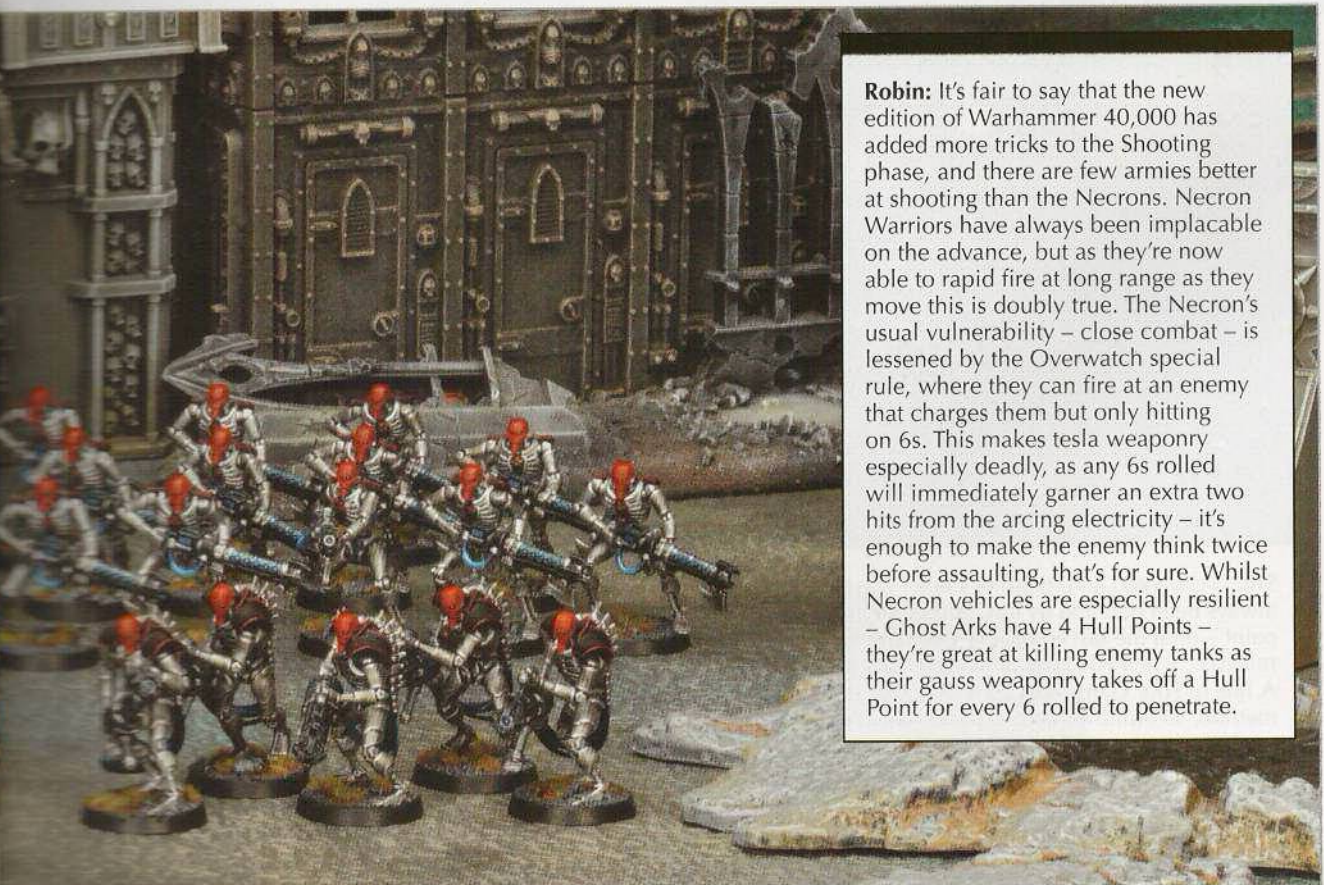 Robin: It's fair to say that the new
edition of Warhammer 40,000 has
added more tricks to the Shooting
phase, and there are few armies better
at shooting than the Necrons. Necron
Warriors have always been implacable
on the advance, but as they're now
able to rapid fire at long range as they
move this is doubly true. The Necron's
usual vulnerability – close combat – is
lessened by the Overwatch special
rule, where they can fire at an enemy
that charges them but only hitting
on 6s. This makes tesla weaponry
especially deadly, as any 6s rolled
will immediately garner an extra two
hits from the arcing electricity – it's
enough to make the enemy think twice
before assaulting, that's for sure. Whilst
Necron vehicles are especially resilient
– Ghost Arks have 4 Hull Points –
they're great at killing enemy tanks as
their gauss weaponry takes off a Hull
Point for every 6 rolled to penetrate.